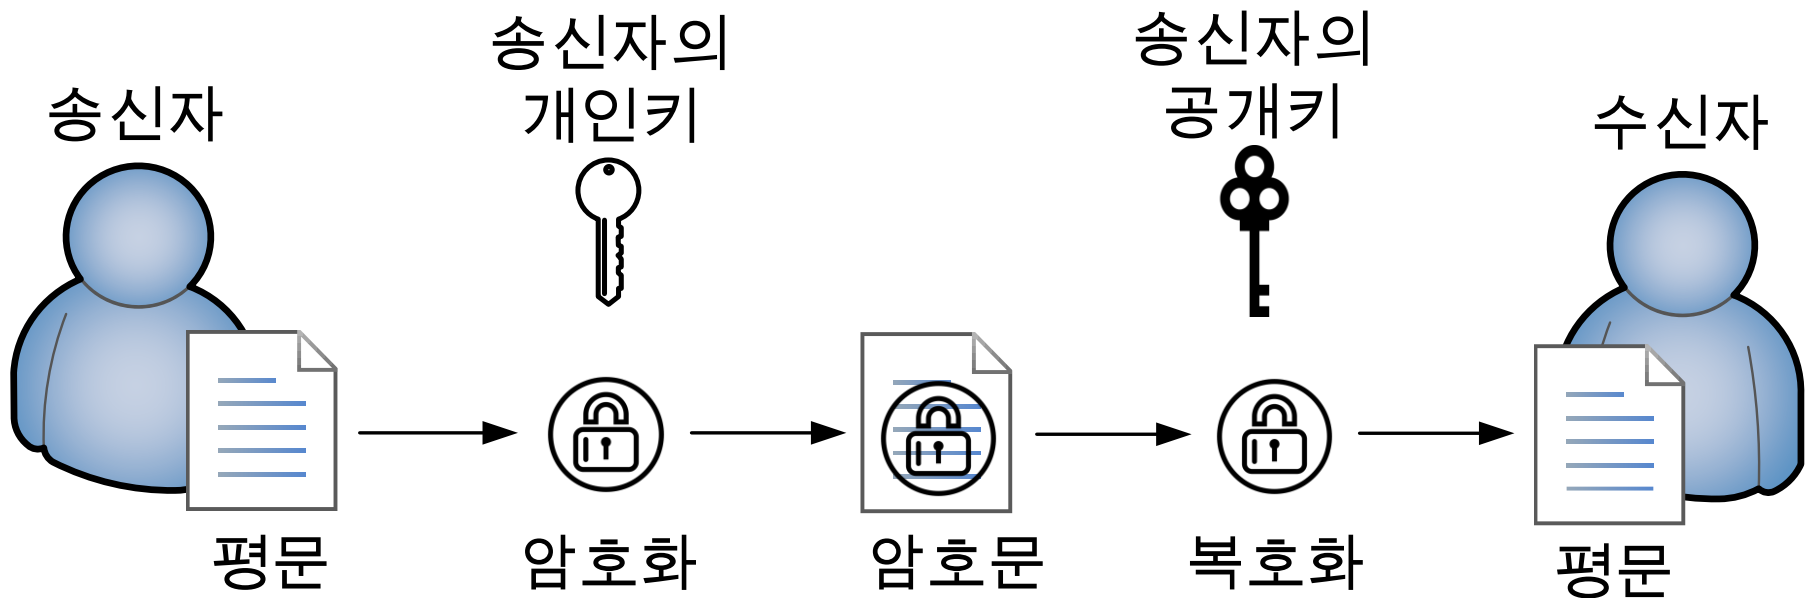 송신자
송신자의
개인키
송신자의
공개키
수신자
평문
암호화
암호문
복호화
평문